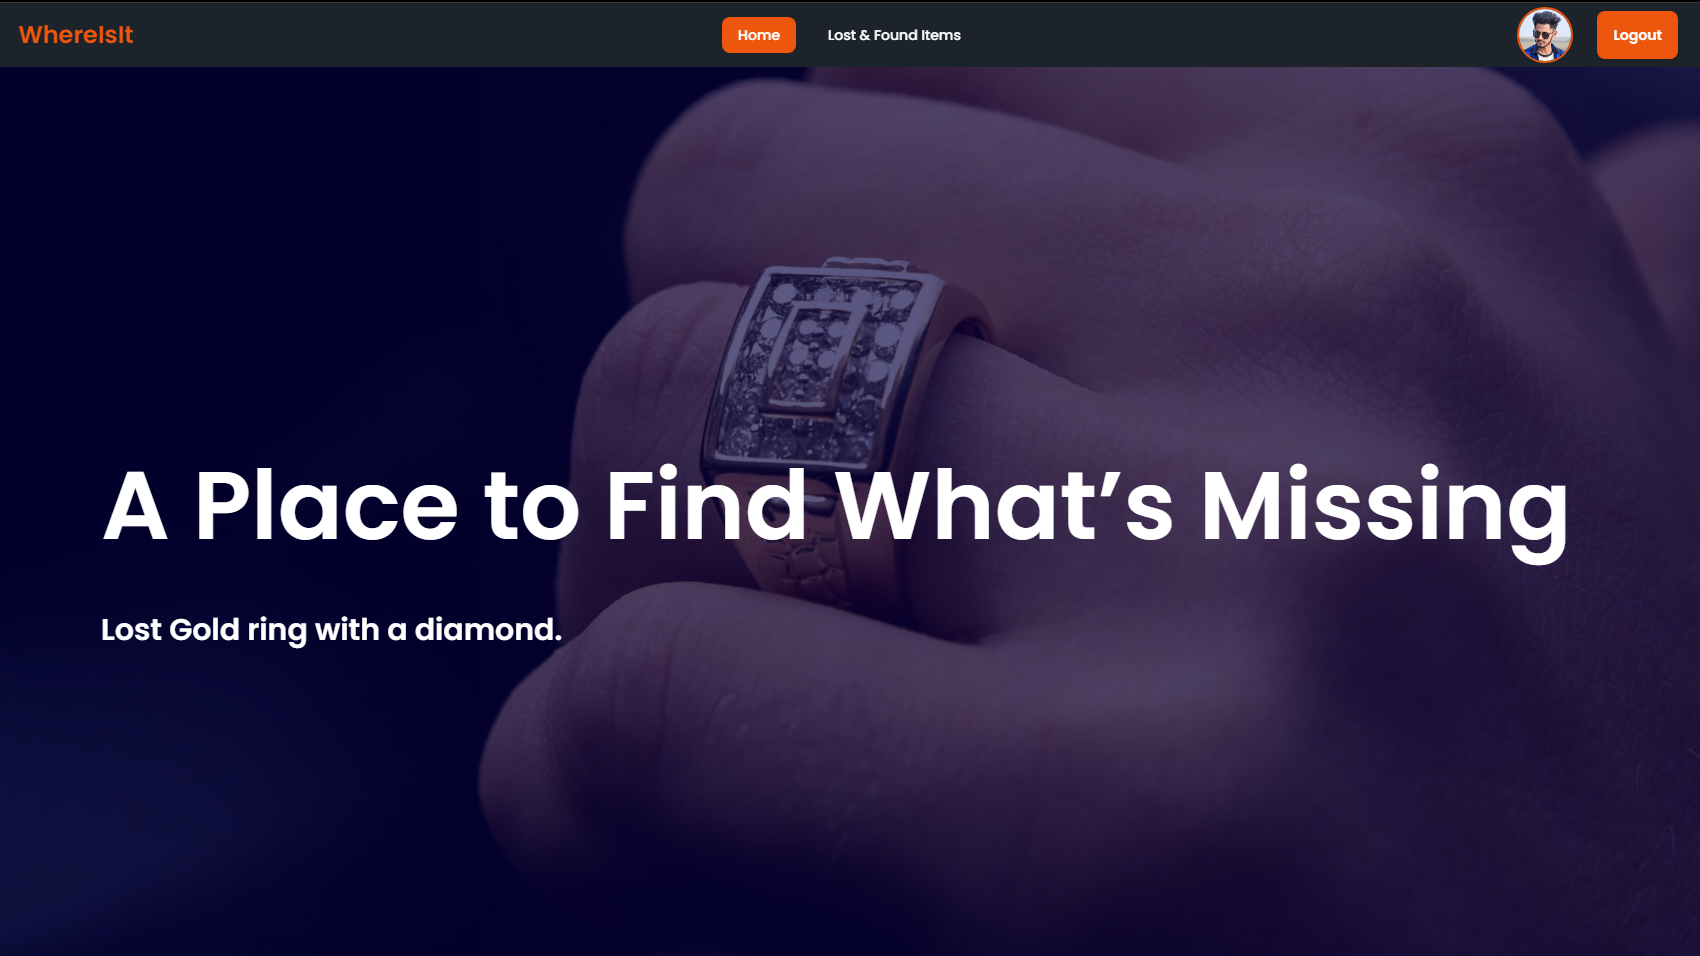 WhereIsIt
Home
Lost & Found Items
Logout
A Place to Find What’s Missing
Lost Gold ring with a diamond.